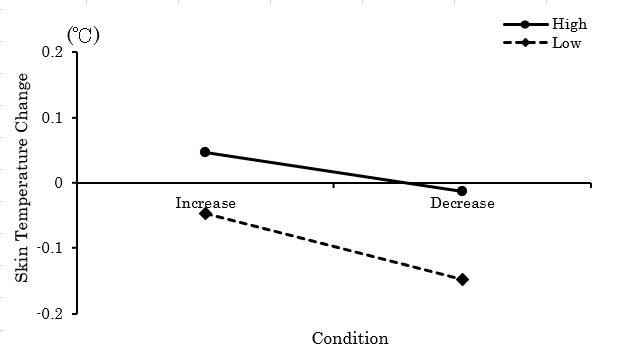 (℃)
High
Low
0.2
0.1
0
-0.1
-0.2
Skin Temperature Change
Increase
Decrease
Condition